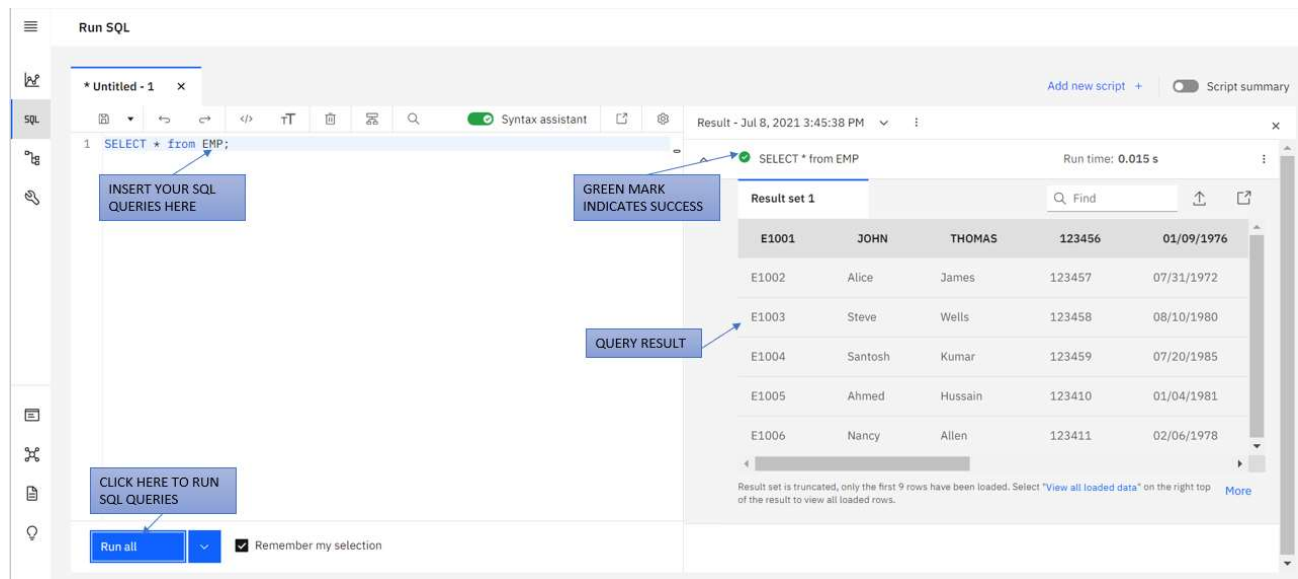 Run SQL
* Untitled - 1 ×
Add new script +
Script summary
SQL
</>
TT
Syntax assistant
Result - Jul 8, 2021 3:45:38 PM
×
1 SELECT * from EMP;
SELECT * from EMP
Run time: 0.015 s
INSERT YOUR SQL
QUERIES HERE
GREEN MARK
INDICATES SUCCESS
Result set 1
Find
E1001 JOHN THOMAS 123456 01/09/1976
E1002 Alice James 123457 07/31/1972
E1003 Steve Wells 123458 08/10/1980
QUERY RESULT
E1004 Santosh Kumar 123459 07/20/1985
E1005 Ahmed Hussain 123410 01/04/1981
E1006 Nancy Allen 123411 02/06/1978
CLICK HERE TO RUN
SQL QUERIES
Result set is truncated, only the first 9 rows have been loaded. Select "View all loaded data" on the right top
of the result to view all loaded rows.
More
Run all
Remember my selection